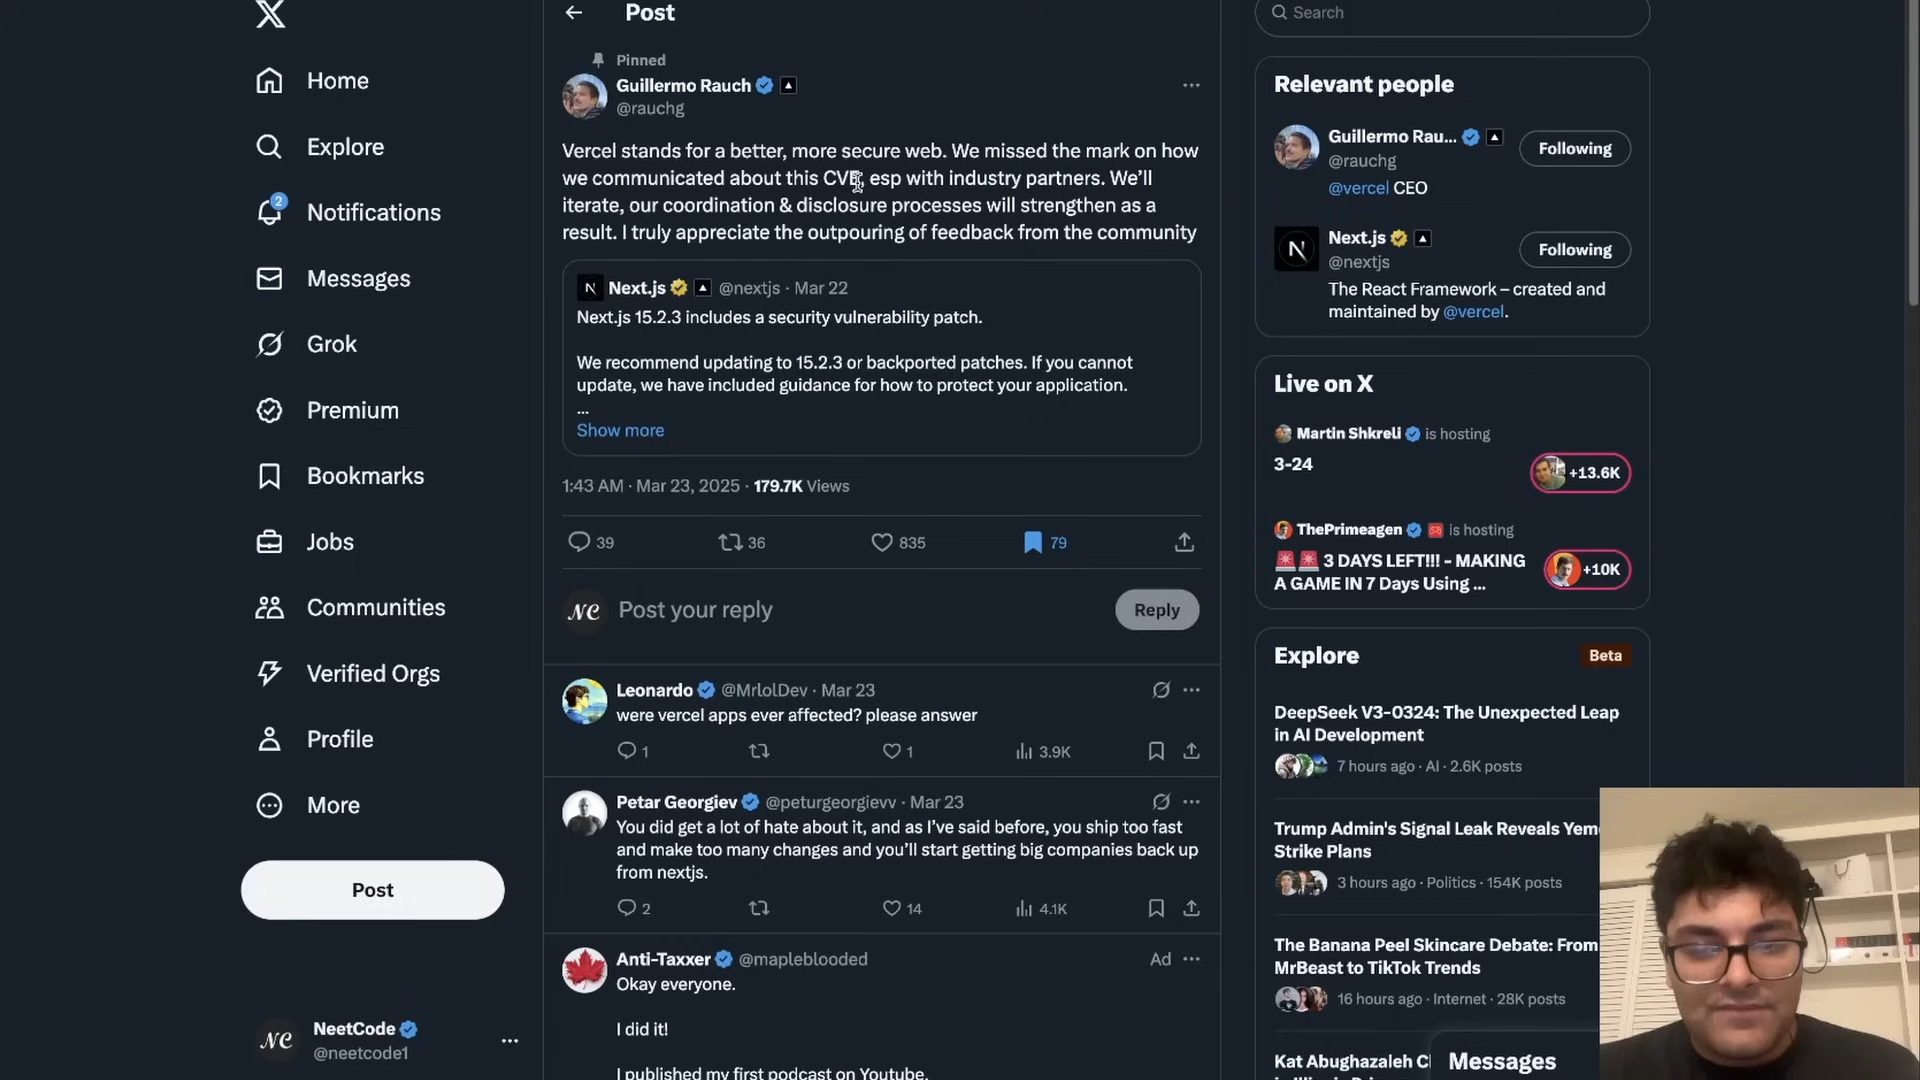 Home
Explore
2
Notifications
Messages
Grok
Premium
Bookmarks
Jobs
Communities
Verified Orgs
Profile
More
Post
NC
NeetCode
@neetcode1
Post
Pinned
Guillermo Rauch
@rauchg
Vercel stands for a better, more secure web. We missed the mark on how
we communicated about this CVE, esp with industry partners. We'll
iterate, our coordination & disclosure processes will strengthen as a
result. I truly appreciate the outpouring of feedback from the community
Next.js @nextjs · Mar 22
Next.js 15.2.3 includes a security vulnerability patch.
We recommend updating to 15.2.3 or backported patches. If you cannot
update, we have included guidance for how to protect your application.
...
Show more
1:43 AM · Mar 23, 2025 · 179.7K Views
39 36 835 79
NC
Post your reply
Reply
Leonardo @MrlolDev · Mar 23
were vercel apps ever affected? please answer
1 1 3.9K
Petar Georgiev @peturgeorgievv · Mar 23
You did get a lot of hate about it, and as I've said before, you ship too fast
and make too many changes and you'll start getting big companies back up
from nextjs.
2 14 4.1K
Anti-Taxxer @mapleblooded Ad
Okay everyone.
I did it!
I published my first podcast on Youtube.
Search
Relevant people
Guillermo Rau...
@rauchg
Following
@vercel CEO
N
Next.js
@nextjs
Following
The React Framework – created and
maintained by @vercel.
Live on X
Martin Shkreli is hosting
3-24
+13.6K
ThePrimeagen is hosting
🚨🚨 3 DAYS LEFT!!! - MAKING
A GAME IN 7 Days Using ...
+10K
Explore
Beta
DeepSeek V3-0324: The Unexpected Leap
in AI Development
7 hours ago · AI · 2.6K posts
Trump Admin's Signal Leak Reveals Yem
Strike Plans
3 hours ago · Politics · 154K posts
The Banana Peel Skincare Debate: From
MrBeast to TikTok Trends
16 hours ago · Internet · 28K posts
Kat Abughazaleh
Messages